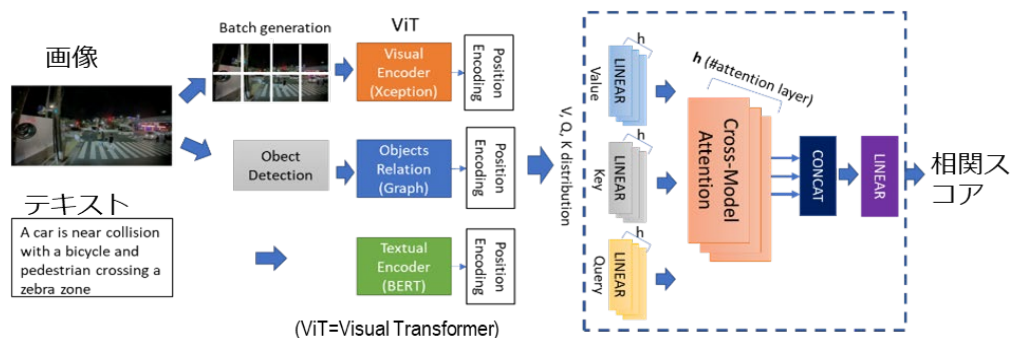 画像
Batch generation
ViT
Visual
Encoder
(Xception)
Position
Encoding
Obect
Detection
Objects
Relation
(Graph)
Position
Encoding
テキスト
A car is near collision
with a bicycle and
pedestrian crossing a
zebra zone
Textual
Encoder
(BERT)
Position
Encoding
(ViT=Visual Transformer)
V, Q, K distribution
Value
LINEAR
h
Key
LINEAR
h
Query
LINEAR
h
h (#attention layer)
Cross-Model
Attention
CONCAT
LINEAR
相関ス
コア